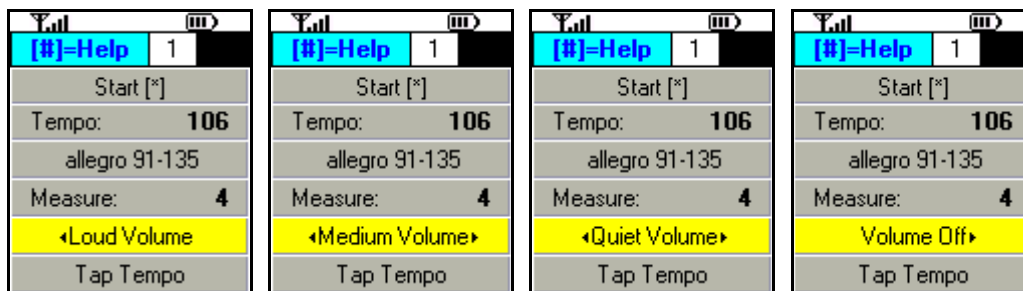 [#]=Help 1
Start [*]
Tempo: 106
allegro 91-135
Measure: 4
◂Loud Volume
Tap Tempo
[#]=Help 1
Start [*]
Tempo: 106
allegro 91-135
Measure: 4
◂Medium Volume▸
Tap Tempo
[#]=Help 1
Start [*]
Tempo: 106
allegro 91-135
Measure: 4
◂Quiet Volume▸
Tap Tempo
[#]=Help 1
Start [*]
Tempo: 106
allegro 91-135
Measure: 4
Volume Off▸
Tap Tempo